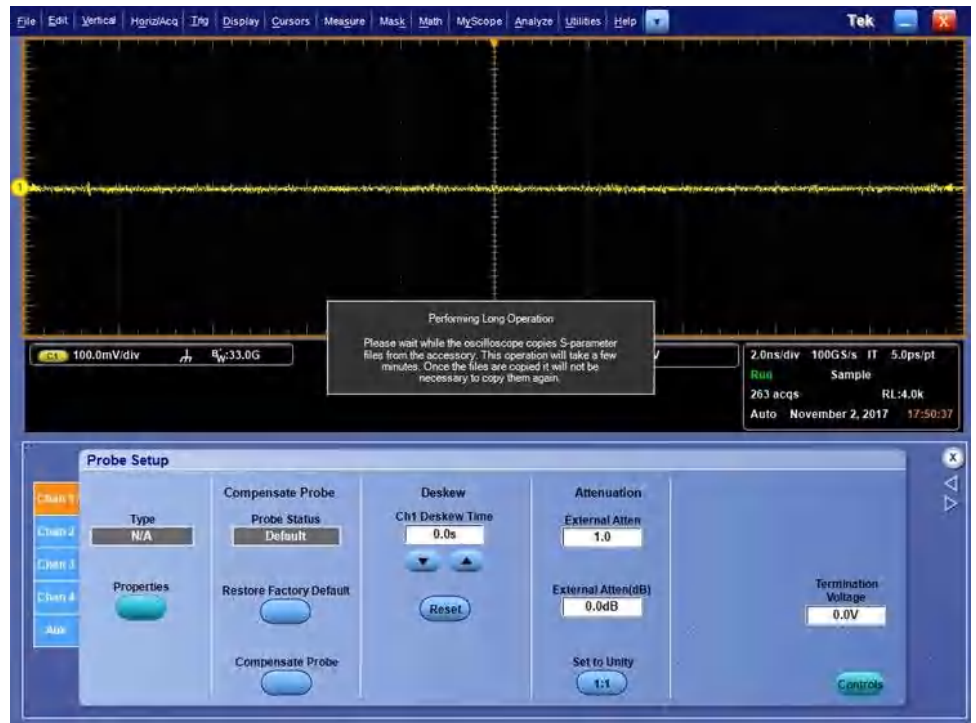 File Edit Vertical Horiz/Acq Trig Display Cursors Measure Mask Math MyScope Analyze Utilities Help
Tek
X
1
Performing Long Operation
Please wait while the oscilloscope copies S-parameter
files from the accessory. This operation will take a few
minutes. Once the files are copied it will not be
necessary to copy them again.
C1 100.0mV/div BW:33.0G
2.0ns/div 100GS/s IT 5.0ps/pt
Run Sample
263 acqs RL:4.0k
Auto November 2, 2017 17:50:37
Probe Setup
X
Chan 1
Chan 2
Chan 3
Chan 4
Aux
Type
N/A
Properties
Compensate Probe
Probe Status
Default
Restore Factory Default
Compensate Probe
Deskew
Ch1 Deskew Time
0.0s
Reset
Attenuation
External Atten
1.0
External Atten(dB)
0.0dB
Set to Unity
1:1
Termination
Voltage
0.0V
Controls